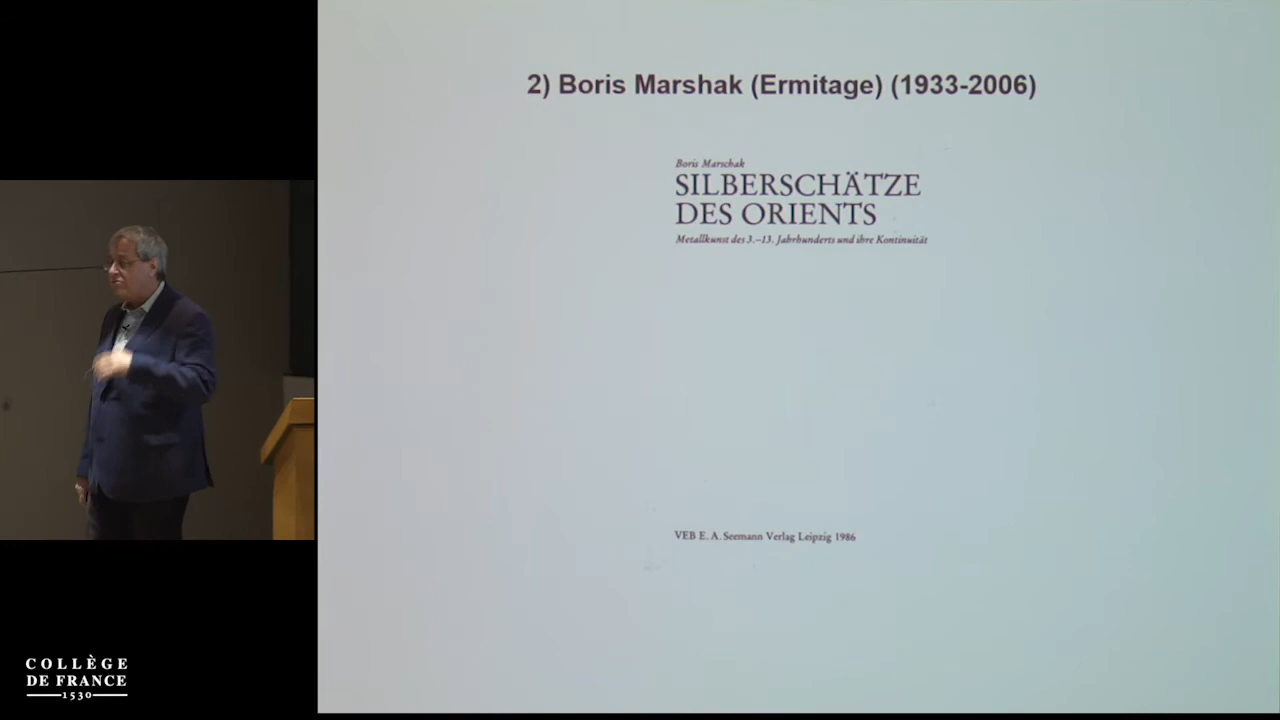 2) Boris Marshak (Ermitage) (1933-2006)
Boris Marschak
SILBERSCHÄTZE
DES ORIENTS
Metallkunst des 3.–13. Jahrhunderts und ihre Kontinuität
VEB E. A. Seemann Verlag Leipzig 1986
COLLÈGE
DE FRANCE
1530